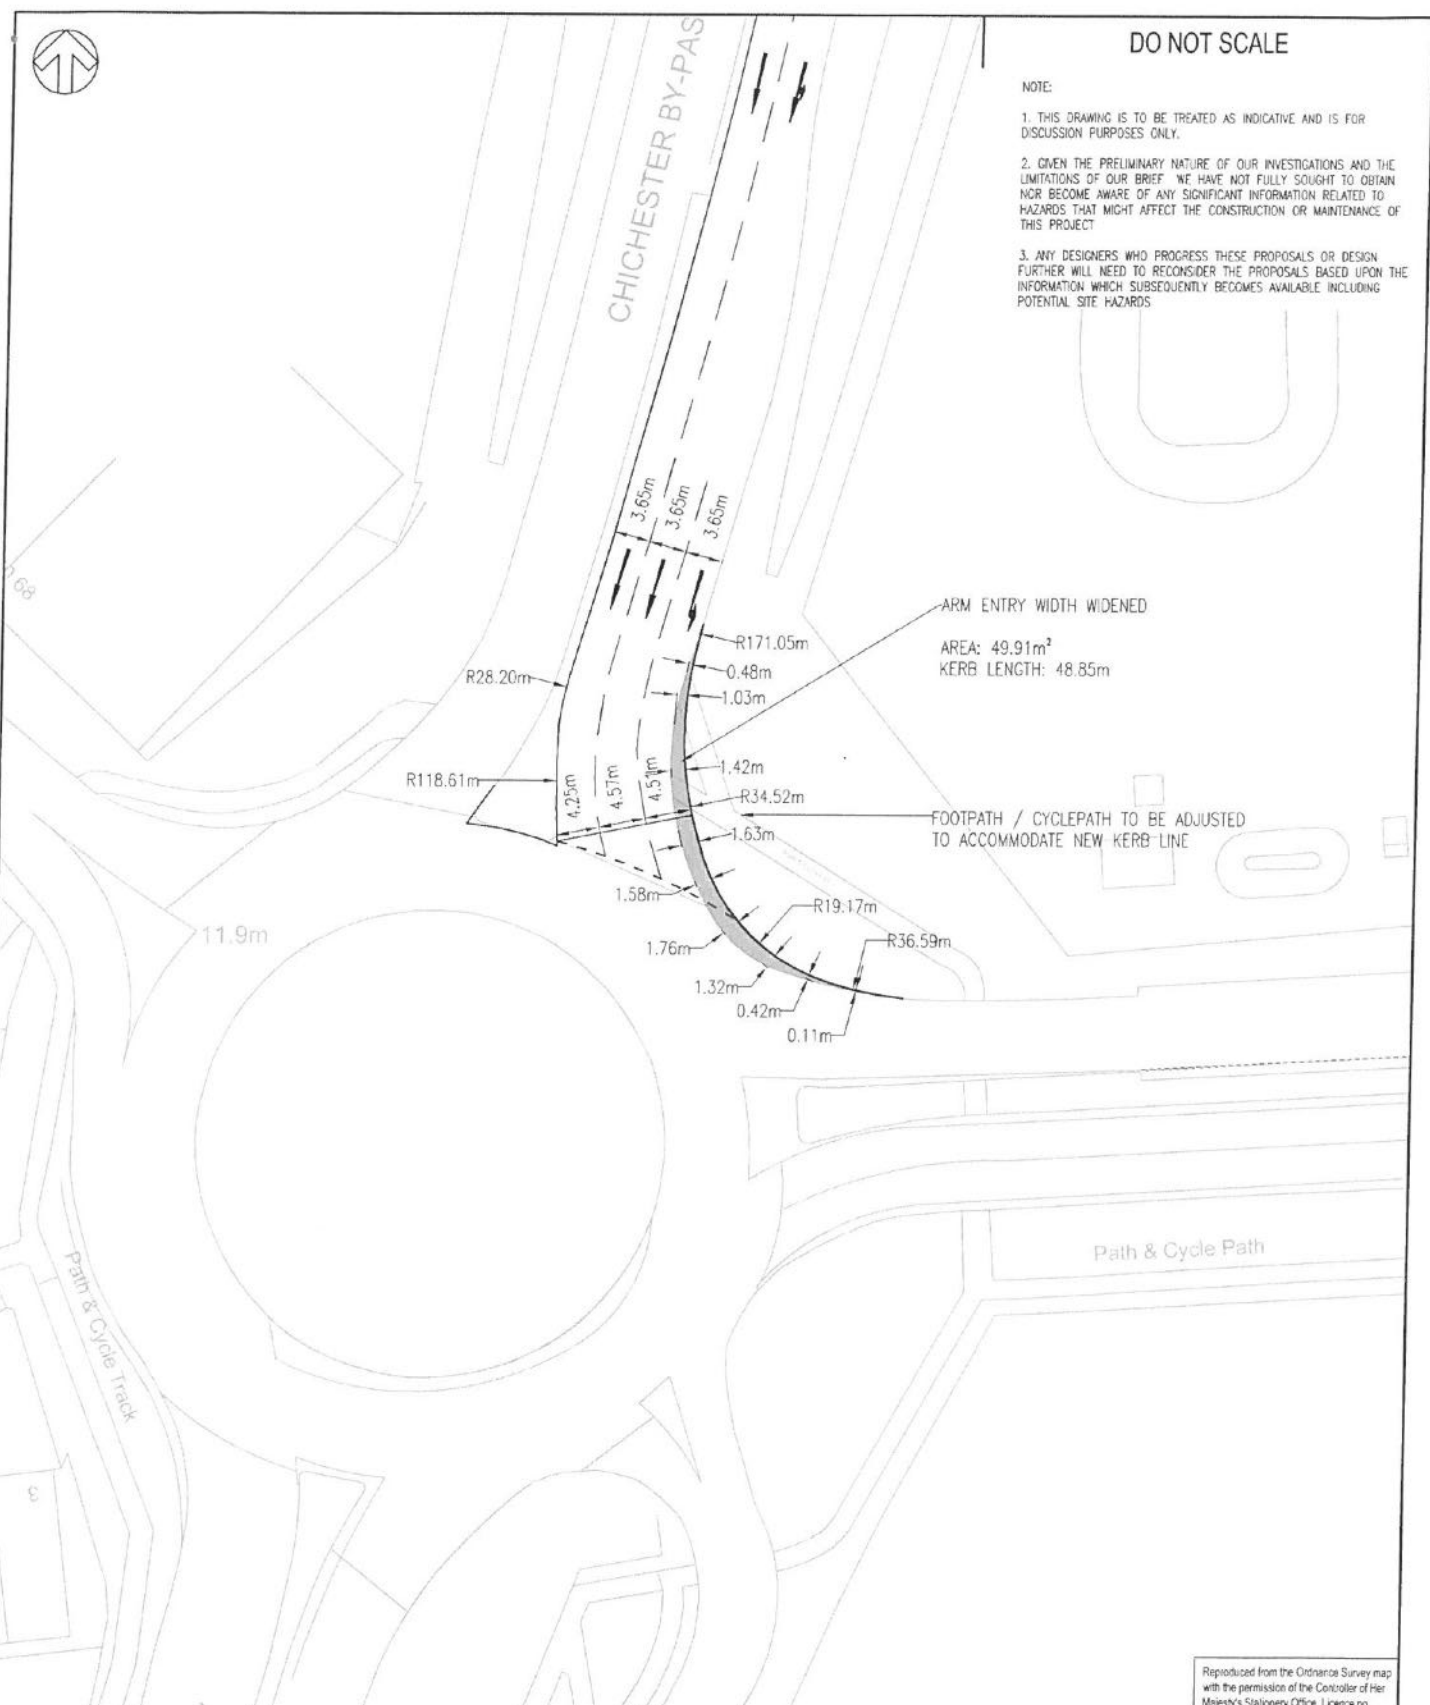 DO NOT SCALE
NOTE:
1. THIS DRAWING IS TO BE TREATED AS INDICATIVE AND IS FOR
DISCUSSION PURPOSES ONLY.
2. GIVEN THE PRELIMINARY NATURE OF OUR INVESTIGATIONS AND THE
LIMITATIONS OF OUR BRIEF WE HAVE NOT FULLY SOUGHT TO OBTAIN
NOR BECOME AWARE OF ANY SIGNIFICANT INFORMATION RELATED TO
HAZARDS THAT MIGHT AFFECT THE CONSTRUCTION OR MAINTENANCE OF
THIS PROJECT
3. ANY DESIGNERS WHO PROGRESS THESE PROPOSALS OR DESIGN
FURTHER WILL NEED TO RECONSIDER THE PROPOSALS BASED UPON THE
INFORMATION WHICH SUBSEQUENTLY BECOMES AVAILABLE INCLUDING
POTENTIAL SITE HAZARDS
CHICHESTER BY-PAS
3.65m
3.65m
3.65m
68
ARM ENTRY WIDTH WIDENED
AREA: 49.91m²
KERB LENGTH: 48.85m
R171.05m
0.48m
R28.20m
1.03m
1.42m
R118.61m
4.25m
4.57m
4.51m
R34.52m
FOOTPATH / CYCLEPATH TO BE ADJUSTED
TO ACCOMMODATE NEW KERB LINE
1.63m
1.58m
R19.17m
11.9m
1.76m
R36.59m
1.32m
0.42m
0.11m
Path & Cycle Path
Path & Cycle Track
3
Reproduced from the Ordnance Survey map
with the permission of the Controller of Her
Majesty's Stationery Office, Licence no